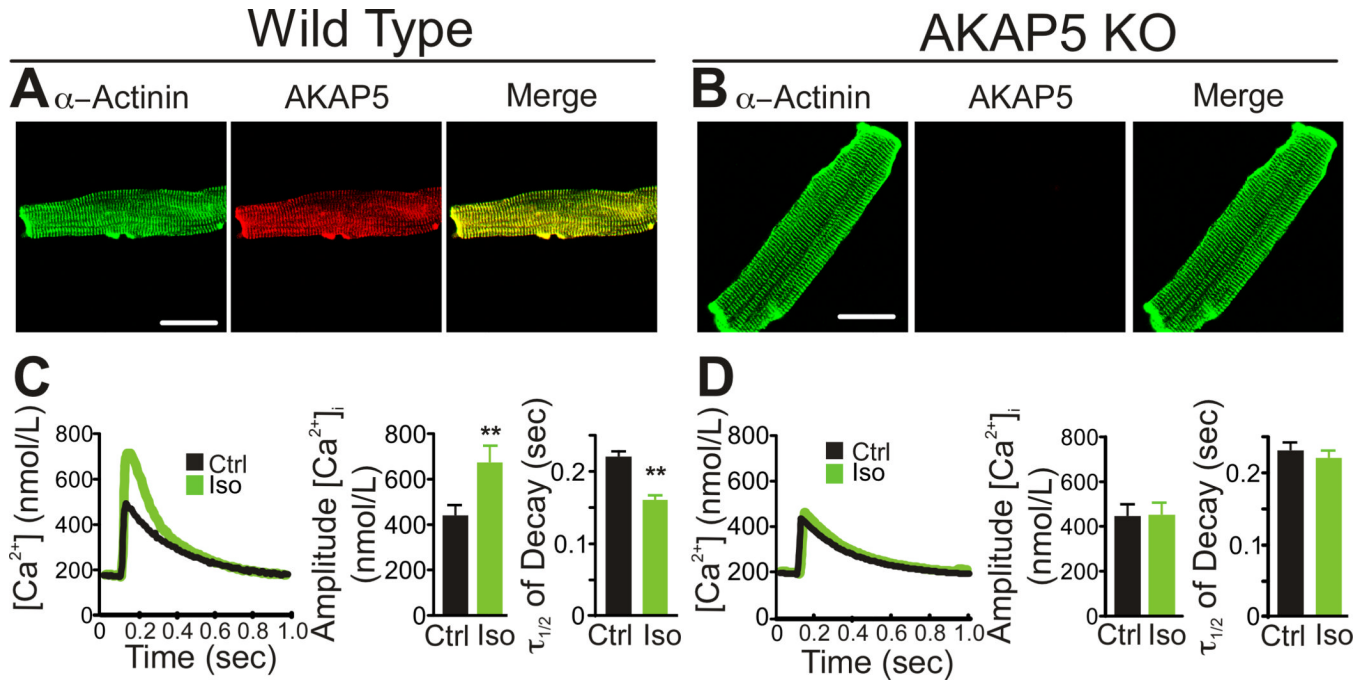 Wild Type
AKAP5 KO
A α–Actinin AKAP5 Merge
B α–Actinin AKAP5 Merge
C
[Ca²⁺] (nmol/L)
800
600
400
200
0
0 0.2 0.4 0.6 0.8 1.0
Time (sec)
Ctrl
Iso
Amplitude [Ca²⁺]ᵢ
(nmol/L)
800
600
400
200
0
**
Ctrl Iso
τ1/2 of Decay (sec)
0.2
0.1
0
**
Ctrl Iso
D
[Ca²⁺] (nmol/L)
800
600
400
200
0
0 0.2 0.4 0.6 0.8 1.0
Time (sec)
Ctrl
Iso
Amplitude [Ca²⁺]ᵢ
(nmol/L)
800
600
400
200
0
Ctrl Iso
τ1/2 of Decay (sec)
0.2
0.1
0
Ctrl Iso